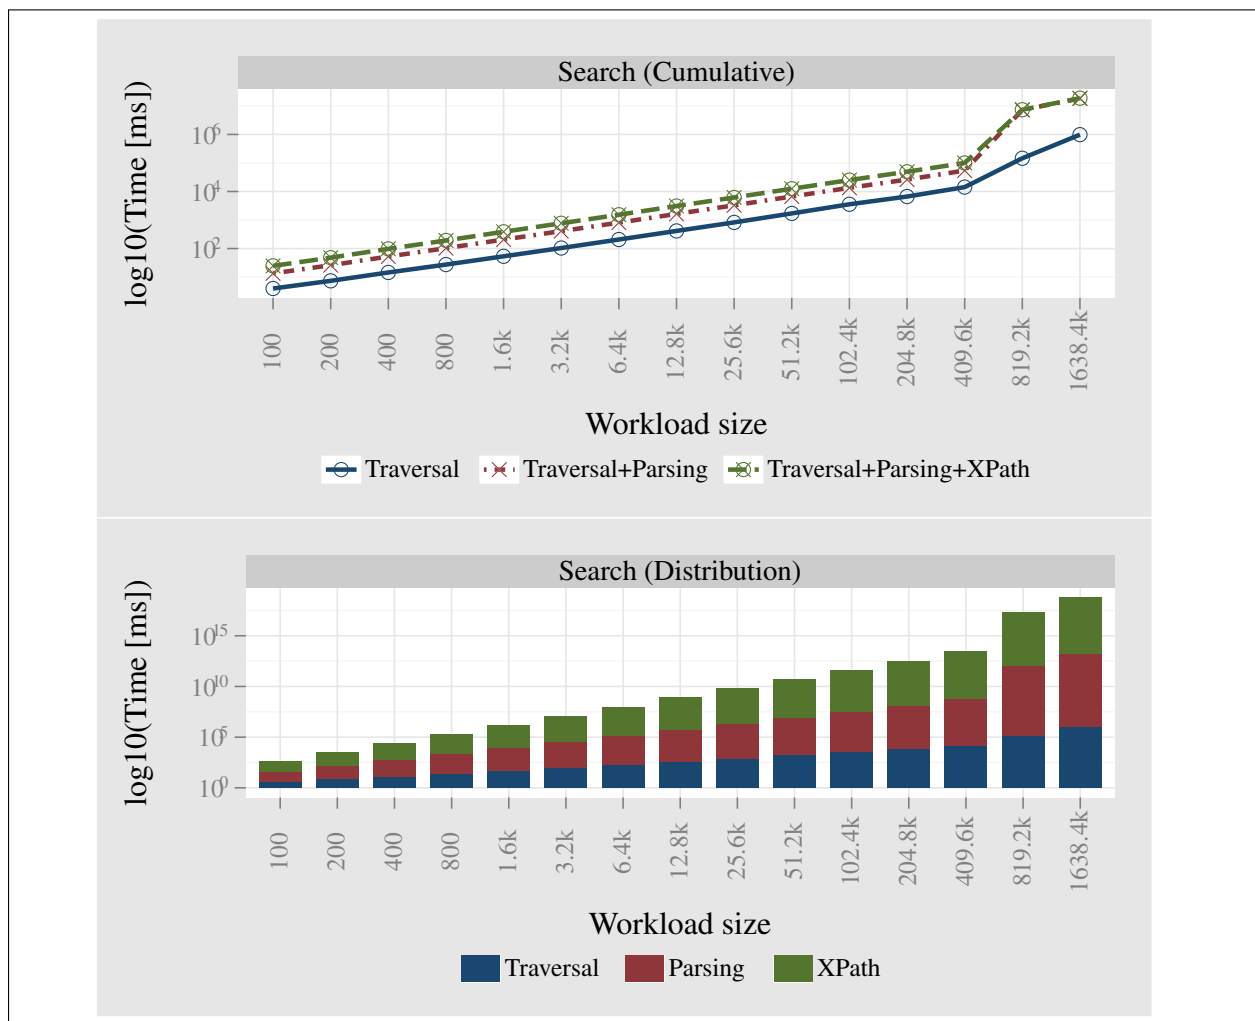 Search (Cumulative)
log10(Time [ms])
10⁶
10⁴
10²
100 200 400 800 1.6k 3.2k 6.4k 12.8k 25.6k 51.2k 102.4k 204.8k 409.6k 819.2k 1638.4k
Workload size
Traversal Traversal+Parsing Traversal+Parsing+XPath
Search (Distribution)
log10(Time [ms])
10¹⁵
10¹⁰
10⁵
10⁰
100 200 400 800 1.6k 3.2k 6.4k 12.8k 25.6k 51.2k 102.4k 204.8k 409.6k 819.2k 1638.4k
Workload size
Traversal Parsing XPath